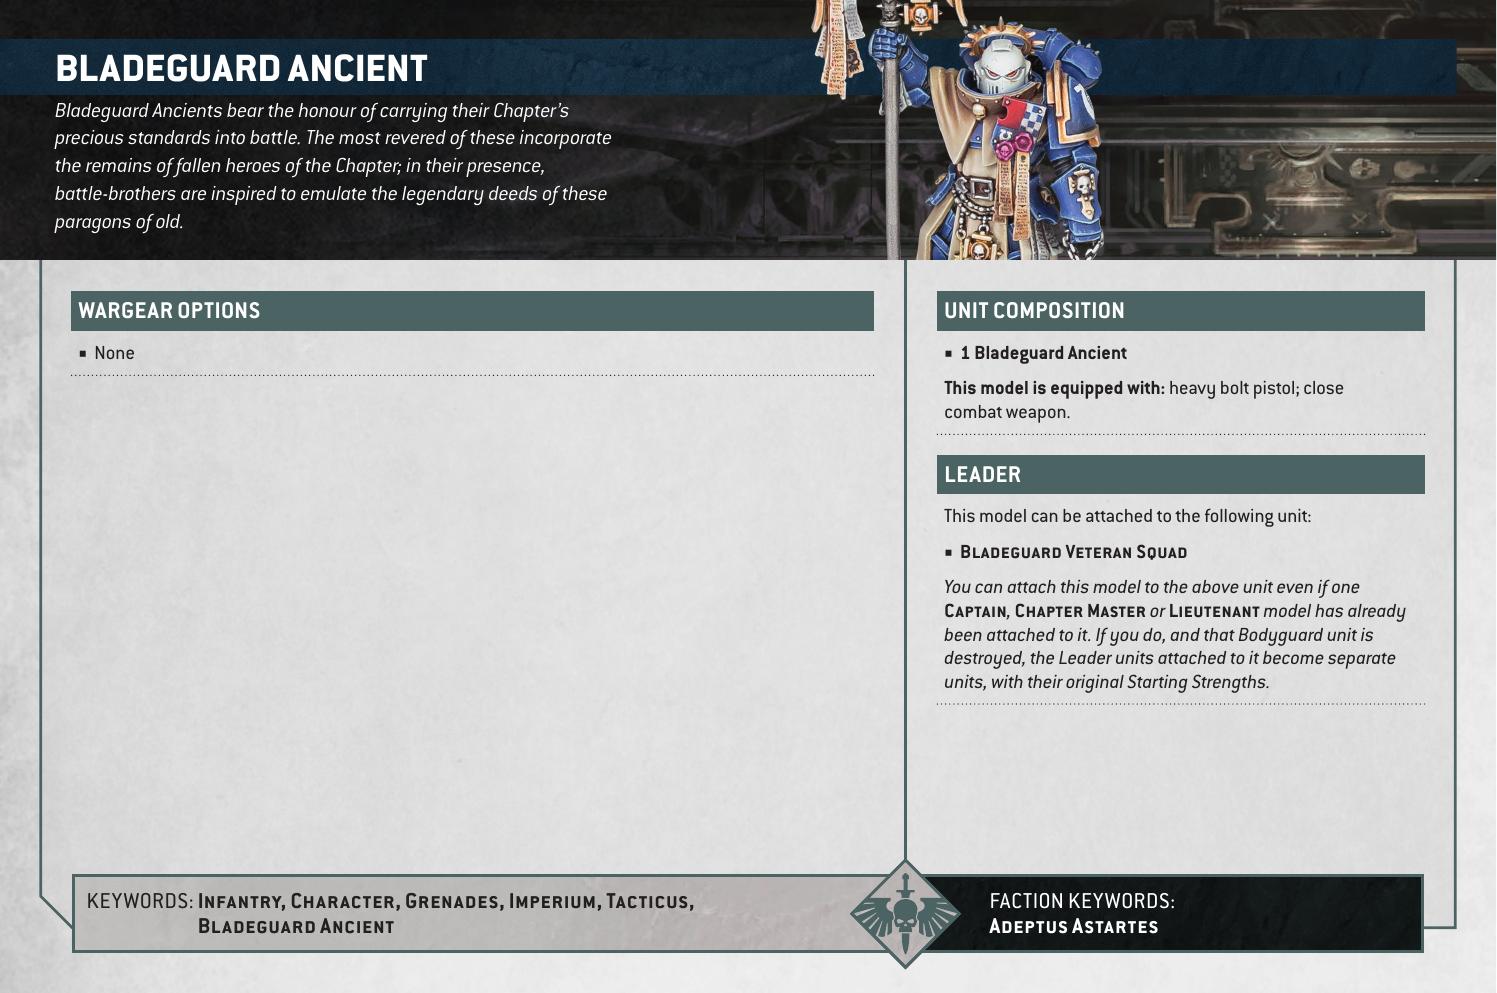 BLADEGUARD ANCIENT
Bladeguard Ancients bear the honour of carrying their Chapter's
precious standards into battle. The most revered of these incorporate
the remains of fallen heroes of the Chapter; in their presence,
battle-brothers are inspired to emulate the legendary deeds of these
paragons of old.
WARGEAR OPTIONS
■ None
UNIT COMPOSITION
■ 1 Bladeguard Ancient
This model is equipped with: heavy bolt pistol; close
combat weapon.
LEADER
This model can be attached to the following unit:
■ Bladeguard Veteran Squad
You can attach this model to the above unit even if one
Captain, Chapter Master or Lieutenant model has already
been attached to it. If you do, and that Bodyguard unit is
destroyed, the Leader units attached to it become separate
units, with their original Starting Strengths.
KEYWORDS: Infantry, Character, Grenades, Imperium, Tacticus,
Bladeguard Ancient
FACTION KEYWORDS:
Adeptus Astartes